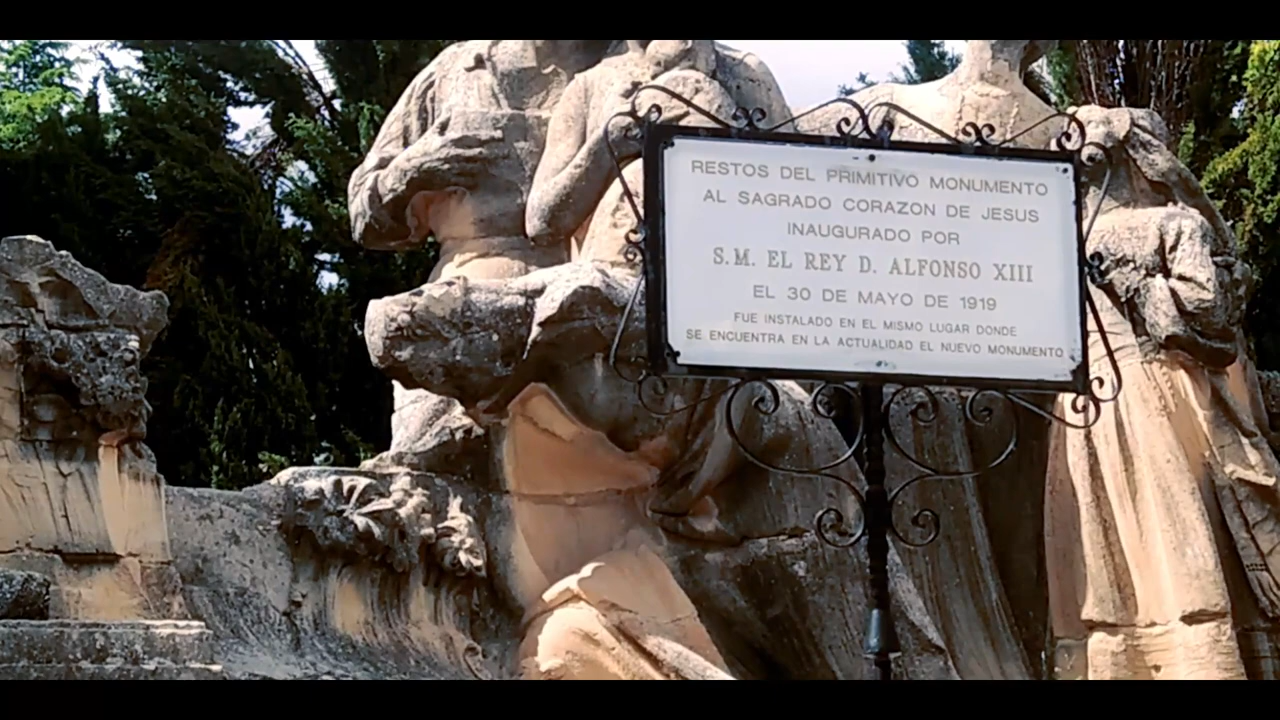 RESTOS DEL PRIMITIVO MONUMENTO
AL SAGRADO CORAZON DE JESUS
INAUGURADO POR
S.M. EL REY D. ALFONSO XIII
EL 30 DE MAYO DE 1919
FUE INSTALADO EN EL MISMO LUGAR DONDE
SE ENCUENTRA EN LA ACTUALIDAD EL NUEVO MONUMENTO